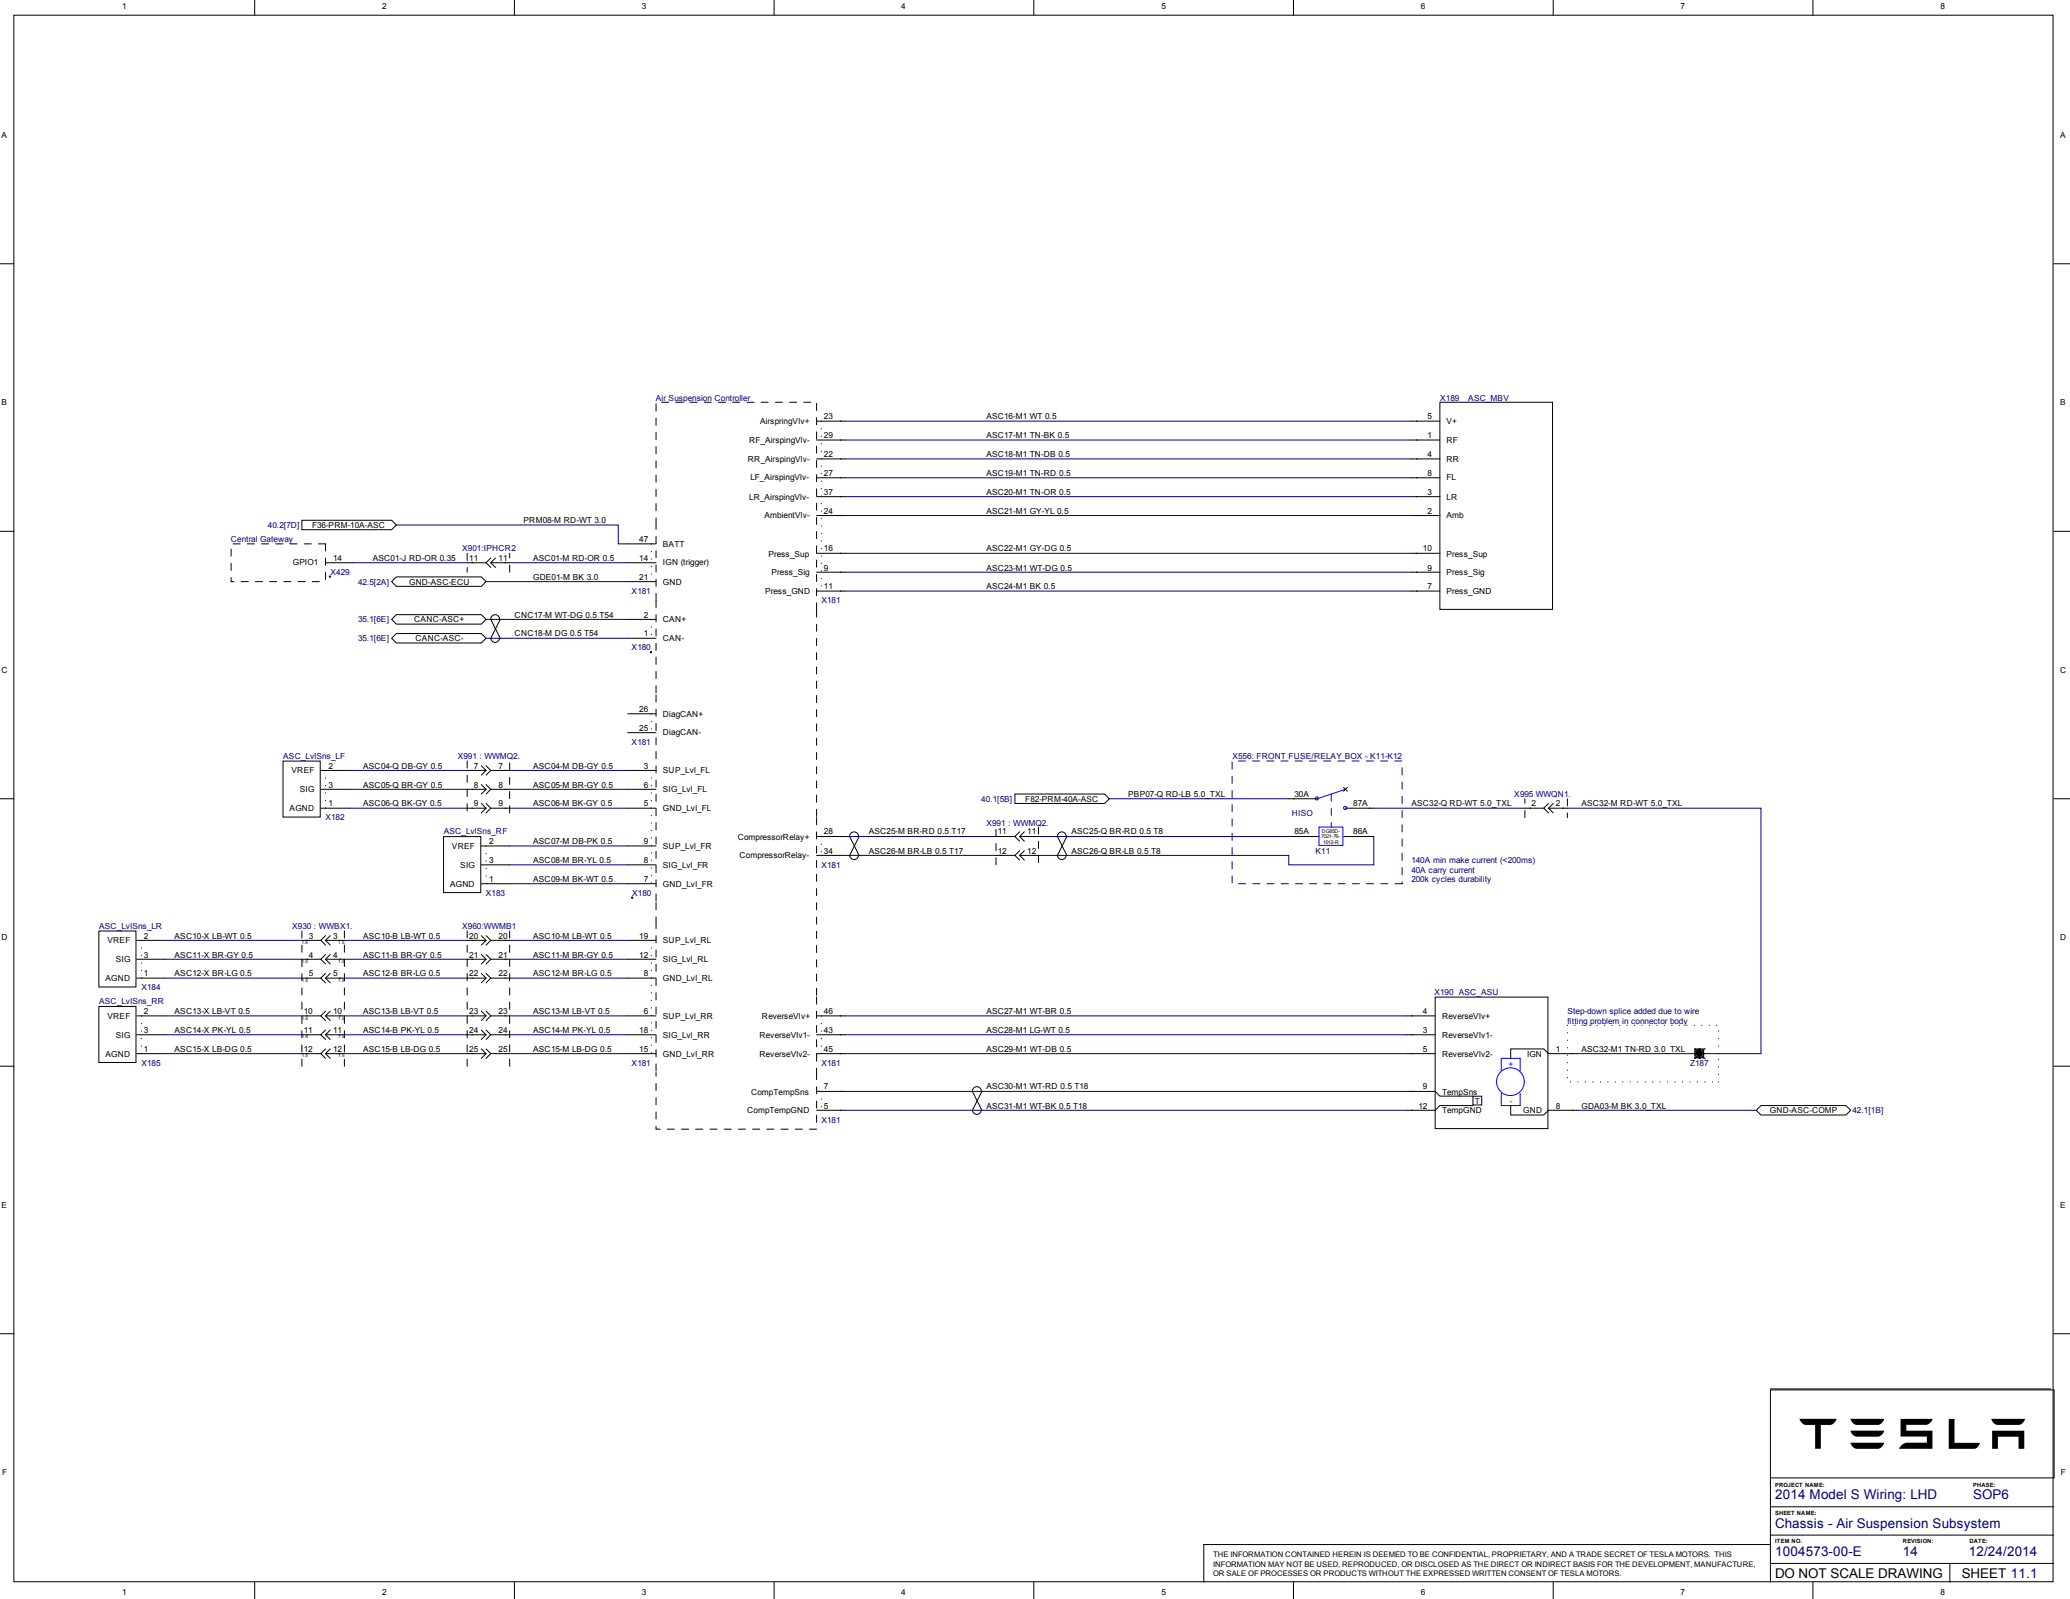 1 2 3 4 5 6 7 8
A A
B B
C C
D D
E E
F F
Air Suspension Controller
AirspringVlv+ 23 ASC16-M1 WT 0.5 5 V+
RF_AirspingVlv- 29 ASC17-M1 TN-BK 0.5 1 RF
RR_AirspingVlv- 22 ASC18-M1 TN-DB 0.5 4 RR
LF_AirspingVlv- 27 ASC19-M1 TN-RD 0.5 8 FL
LR_AirspingVlv- 37 ASC20-M1 TN-OR 0.5 3 LR
AmbientVlv- 24 ASC21-M1 GY-YL 0.5 2 Amb
Press_Sup 16 ASC22-M1 GY-DG 0.5 10 Press_Sup
Press_Sig 9 ASC23-M1 WT-DG 0.5 9 Press_Sig
Press_GND 11 ASC24-M1 BK 0.5 7 Press_GND
X181
X189 ASC_MBV
40.2[7D] F36-PRM-10A-ASC PRM08-M RD-WT 3.0 47 BATT
Central Gateway
X901:IPHCR2
GPIO1 14 ASC01-J RD-OR 0.35 11 11 ASC01-M RD-OR 0.5 14 IGN (trigger)
X429
42.5[2A] GND-ASC-ECU GDE01-M BK 3.0 21 GND
X181
35.1[6E] CANC-ASC+ CNC17-M WT-DG 0.5 T54 2 CAN+
35.1[6E] CANC-ASC- CNC18-M DG 0.5 T54 1 CAN-
X180
26 DiagCAN+
25 DiagCAN-
X181
ASC_LvlSns_LF
X991 : WWMQ2.
VREF 2 ASC04-Q DB-GY 0.5 7 7 ASC04-M DB-GY 0.5 3 SUP_Lvl_FL
SIG 3 ASC05-Q BR-GY 0.5 8 8 ASC05-M BR-GY 0.5 6 SIG_Lvl_FL
AGND 1 ASC06-Q BK-GY 0.5 9 9 ASC06-M BK-GY 0.5 5 GND_Lvl_FL
X182
ASC_LvlSns_RF
VREF 2 ASC07-M DB-PK 0.5 9 SUP_Lvl_FR
SIG 3 ASC08-M BR-YL 0.5 8 SIG_Lvl_FR
AGND 1 ASC09-M BK-WT 0.5 7 GND_Lvl_FR
X183 X180
ASC_LvlSns_LR
X930 : WWBX1. X960:WWMB1
VREF 2 ASC10-X LB-WT 0.5 3 3 ASC10-B LB-WT 0.5 20 20 ASC10-M LB-WT 0.5 19 SUP_Lvl_RL
SIG 3 ASC11-X BR-GY 0.5 4 4 ASC11-B BR-GY 0.5 21 21 ASC11-M BR-GY 0.5 12 SIG_Lvl_RL
AGND 1 ASC12-X BR-LG 0.5 5 5 ASC12-B BR-LG 0.5 22 22 ASC12-M BR-LG 0.5 8 GND_Lvl_RL
X184
ASC_LvlSns_RR
VREF 2 ASC13-X LB-VT 0.5 10 10 ASC13-B LB-VT 0.5 23 23 ASC13-M LB-VT 0.5 6 SUP_Lvl_RR
SIG 3 ASC14-X PK-YL 0.5 11 11 ASC14-B PK-YL 0.5 24 24 ASC14-M PK-YL 0.5 18 SIG_Lvl_RR
AGND 1 ASC15-X LB-DG 0.5 12 12 ASC15-B LB-DG 0.5 25 25 ASC15-M LB-DG 0.5 15 GND_Lvl_RR
X185 X181
X556: FRONT FUSE/RELAY BOX - K11-K12
40.1[5B] F82-PRM-40A-ASC PBP07-Q RD-LB 5.0_TXL 30A
HISO
87A ASC32-Q RD-WT 5.0_TXL 2 2 ASC32-M RD-WT 5.0_TXL
X995 WWQN1.
X991 : WWMQ2.
CompressorRelay+ 28 ASC25-M BR-RD 0.5 T17 11 11 ASC25-Q BR-RD 0.5 T8 85A 86A
CompressorRelay- 34 ASC26-M BR-LB 0.5 T17 12 12 ASC26-Q BR-LB 0.5 T8
K11
X181
140A min make current (<200ms)
40A carry current
200k cycles durability
X190 ASC_ASU
ReverseVlv+ 46 ASC27-M1 WT-BR 0.5 4 ReverseVlv+
ReverseVlv1- 43 ASC28-M1 LG-WT 0.5 3 ReverseVlv1-
ReverseVlv2- 45 ASC29-M1 WT-DB 0.5 5 ReverseVlv2-
X181
Step-down splice added due to wire
fitting problem in connector body
+ IGN 1 ASC32-M1 TN-RD 3.0_TXL
Z187
CompTempSns 7 ASC30-M1 WT-RD 0.5 T18 9 TempSns
T
CompTempGND 5 ASC31-M1 WT-BK 0.5 T18 12 TempGND
X181
- GND 8 GDA03-M BK 3.0_TXL GND-ASC-COMP 42.1[1B]
TESLA
PROJECT NAME: PHASE:
2014 Model S Wiring: LHD SOP6
SHEET NAME:
Chassis - Air Suspension Subsystem
ITEM NO. REVISION: DATE:
1004573-00-E 14 12/24/2014
DO NOT SCALE DRAWING SHEET 11.1
THE INFORMATION CONTAINED HEREIN IS DEEMED TO BE CONFIDENTIAL, PROPRIETARY, AND A TRADE SECRET OF TESLA MOTORS. THIS
INFORMATION MAY NOT BE USED, REPRODUCED, OR DISCLOSED AS THE DIRECT OR INDIRECT BASIS FOR THE DEVELOPMENT, MANUFACTURE,
OR SALE OF PROCESSES OR PRODUCTS WITHOUT THE EXPRESSED WRITTEN CONSENT OF TESLA MOTORS.
1 2 3 4 5 6 7 8